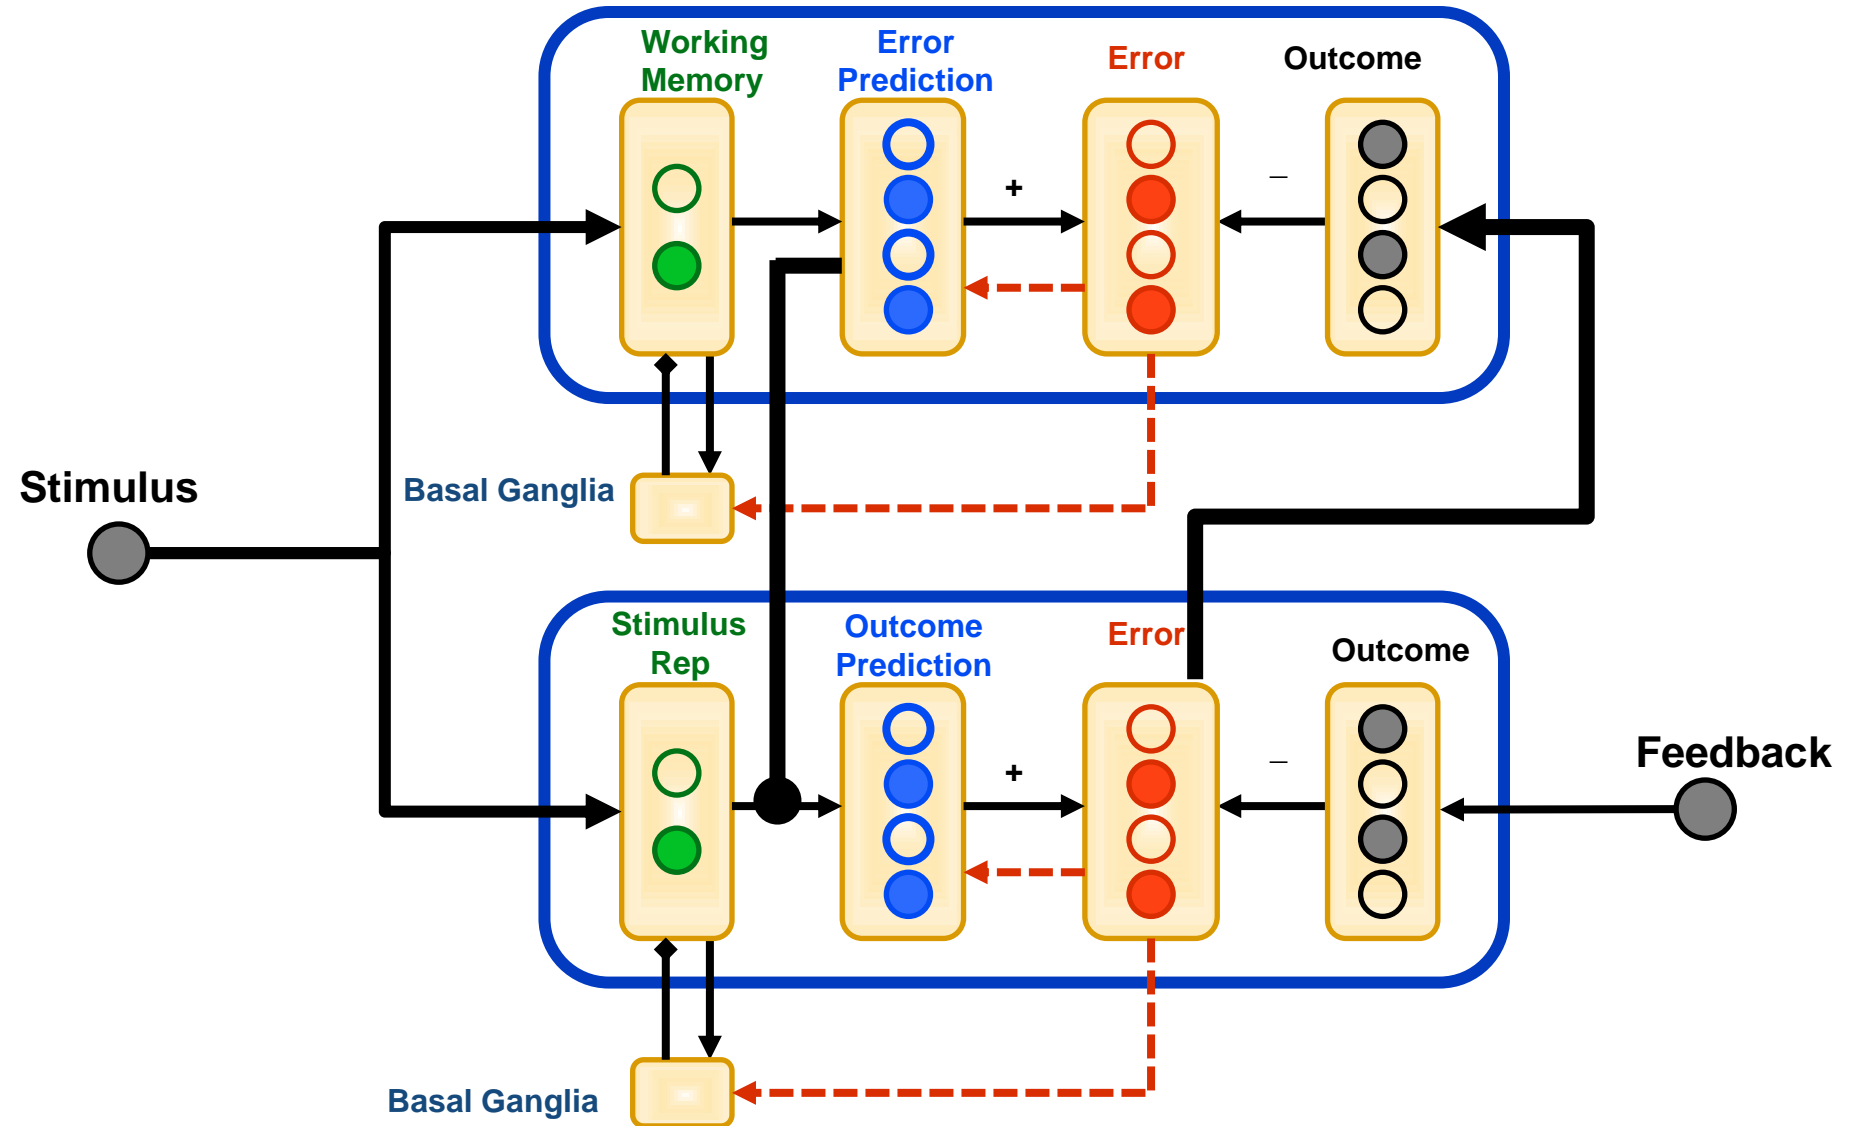 Working
Memory
Error
Prediction
Error
Outcome
+
–
Basal Ganglia
Stimulus
Stimulus
Rep
Outcome
Prediction
Error
Outcome
+
–
Feedback
Basal Ganglia